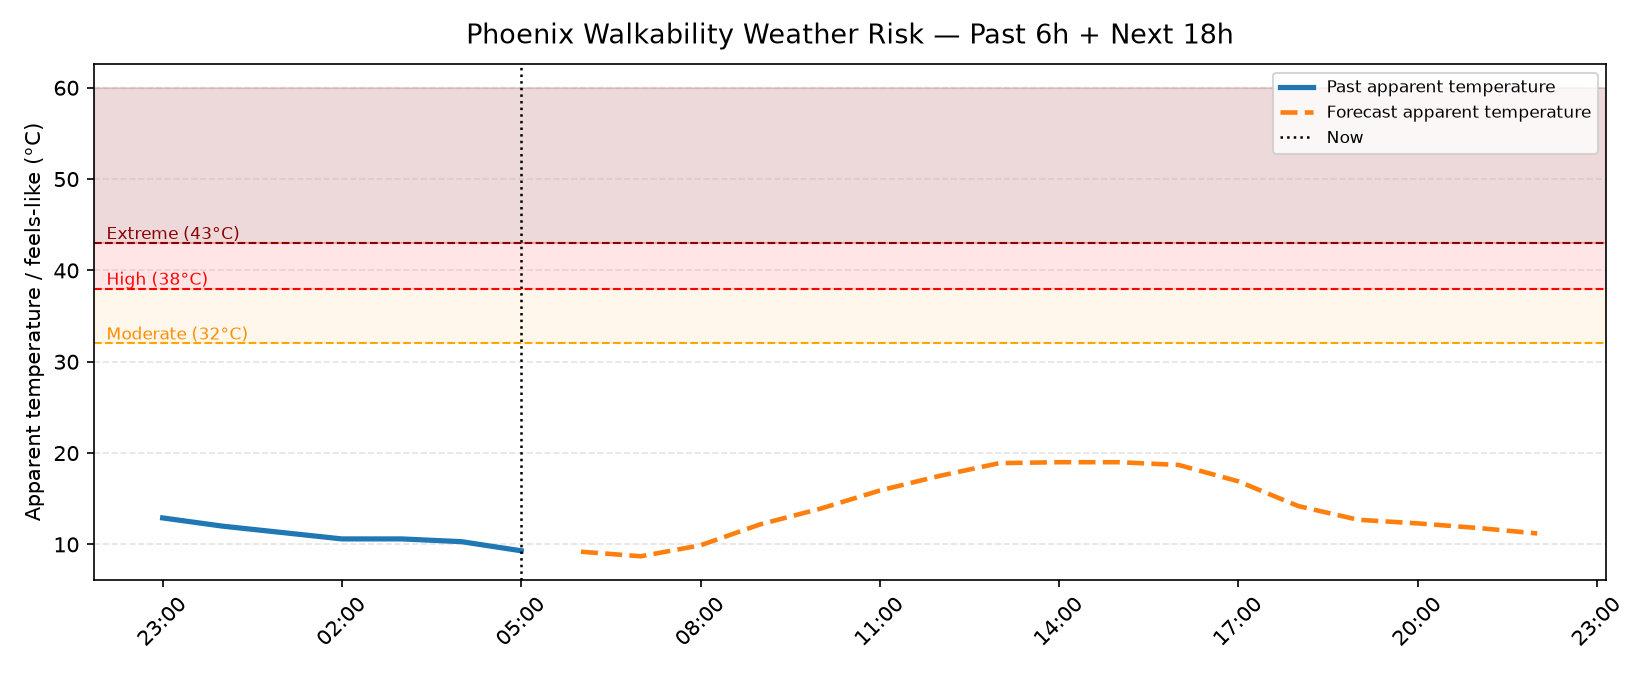 Phoenix Walkability Weather Risk — Past 6h + Next 18h
Apparent temperature / feels-like (°C)
60
50
40
30
20
10
Past apparent temperature
Forecast apparent temperature
Now
Extreme (43°C)
High (38°C)
Moderate (32°C)
23:00
02:00
05:00
08:00
11:00
14:00
17:00
20:00
23:00